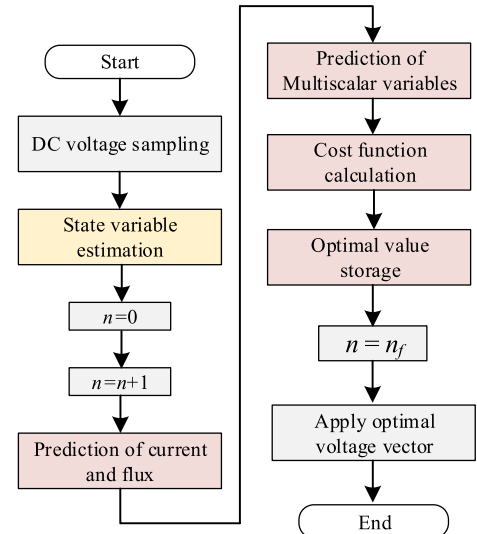 Start
DC voltage sampling
State variable
estimation
n=0
n=n+1
Prediction of current
and flux
Prediction of
Multiscalar variables
Cost function
calculation
Optimal value
storage
n = n_f
Apply optimal
voltage vector
End